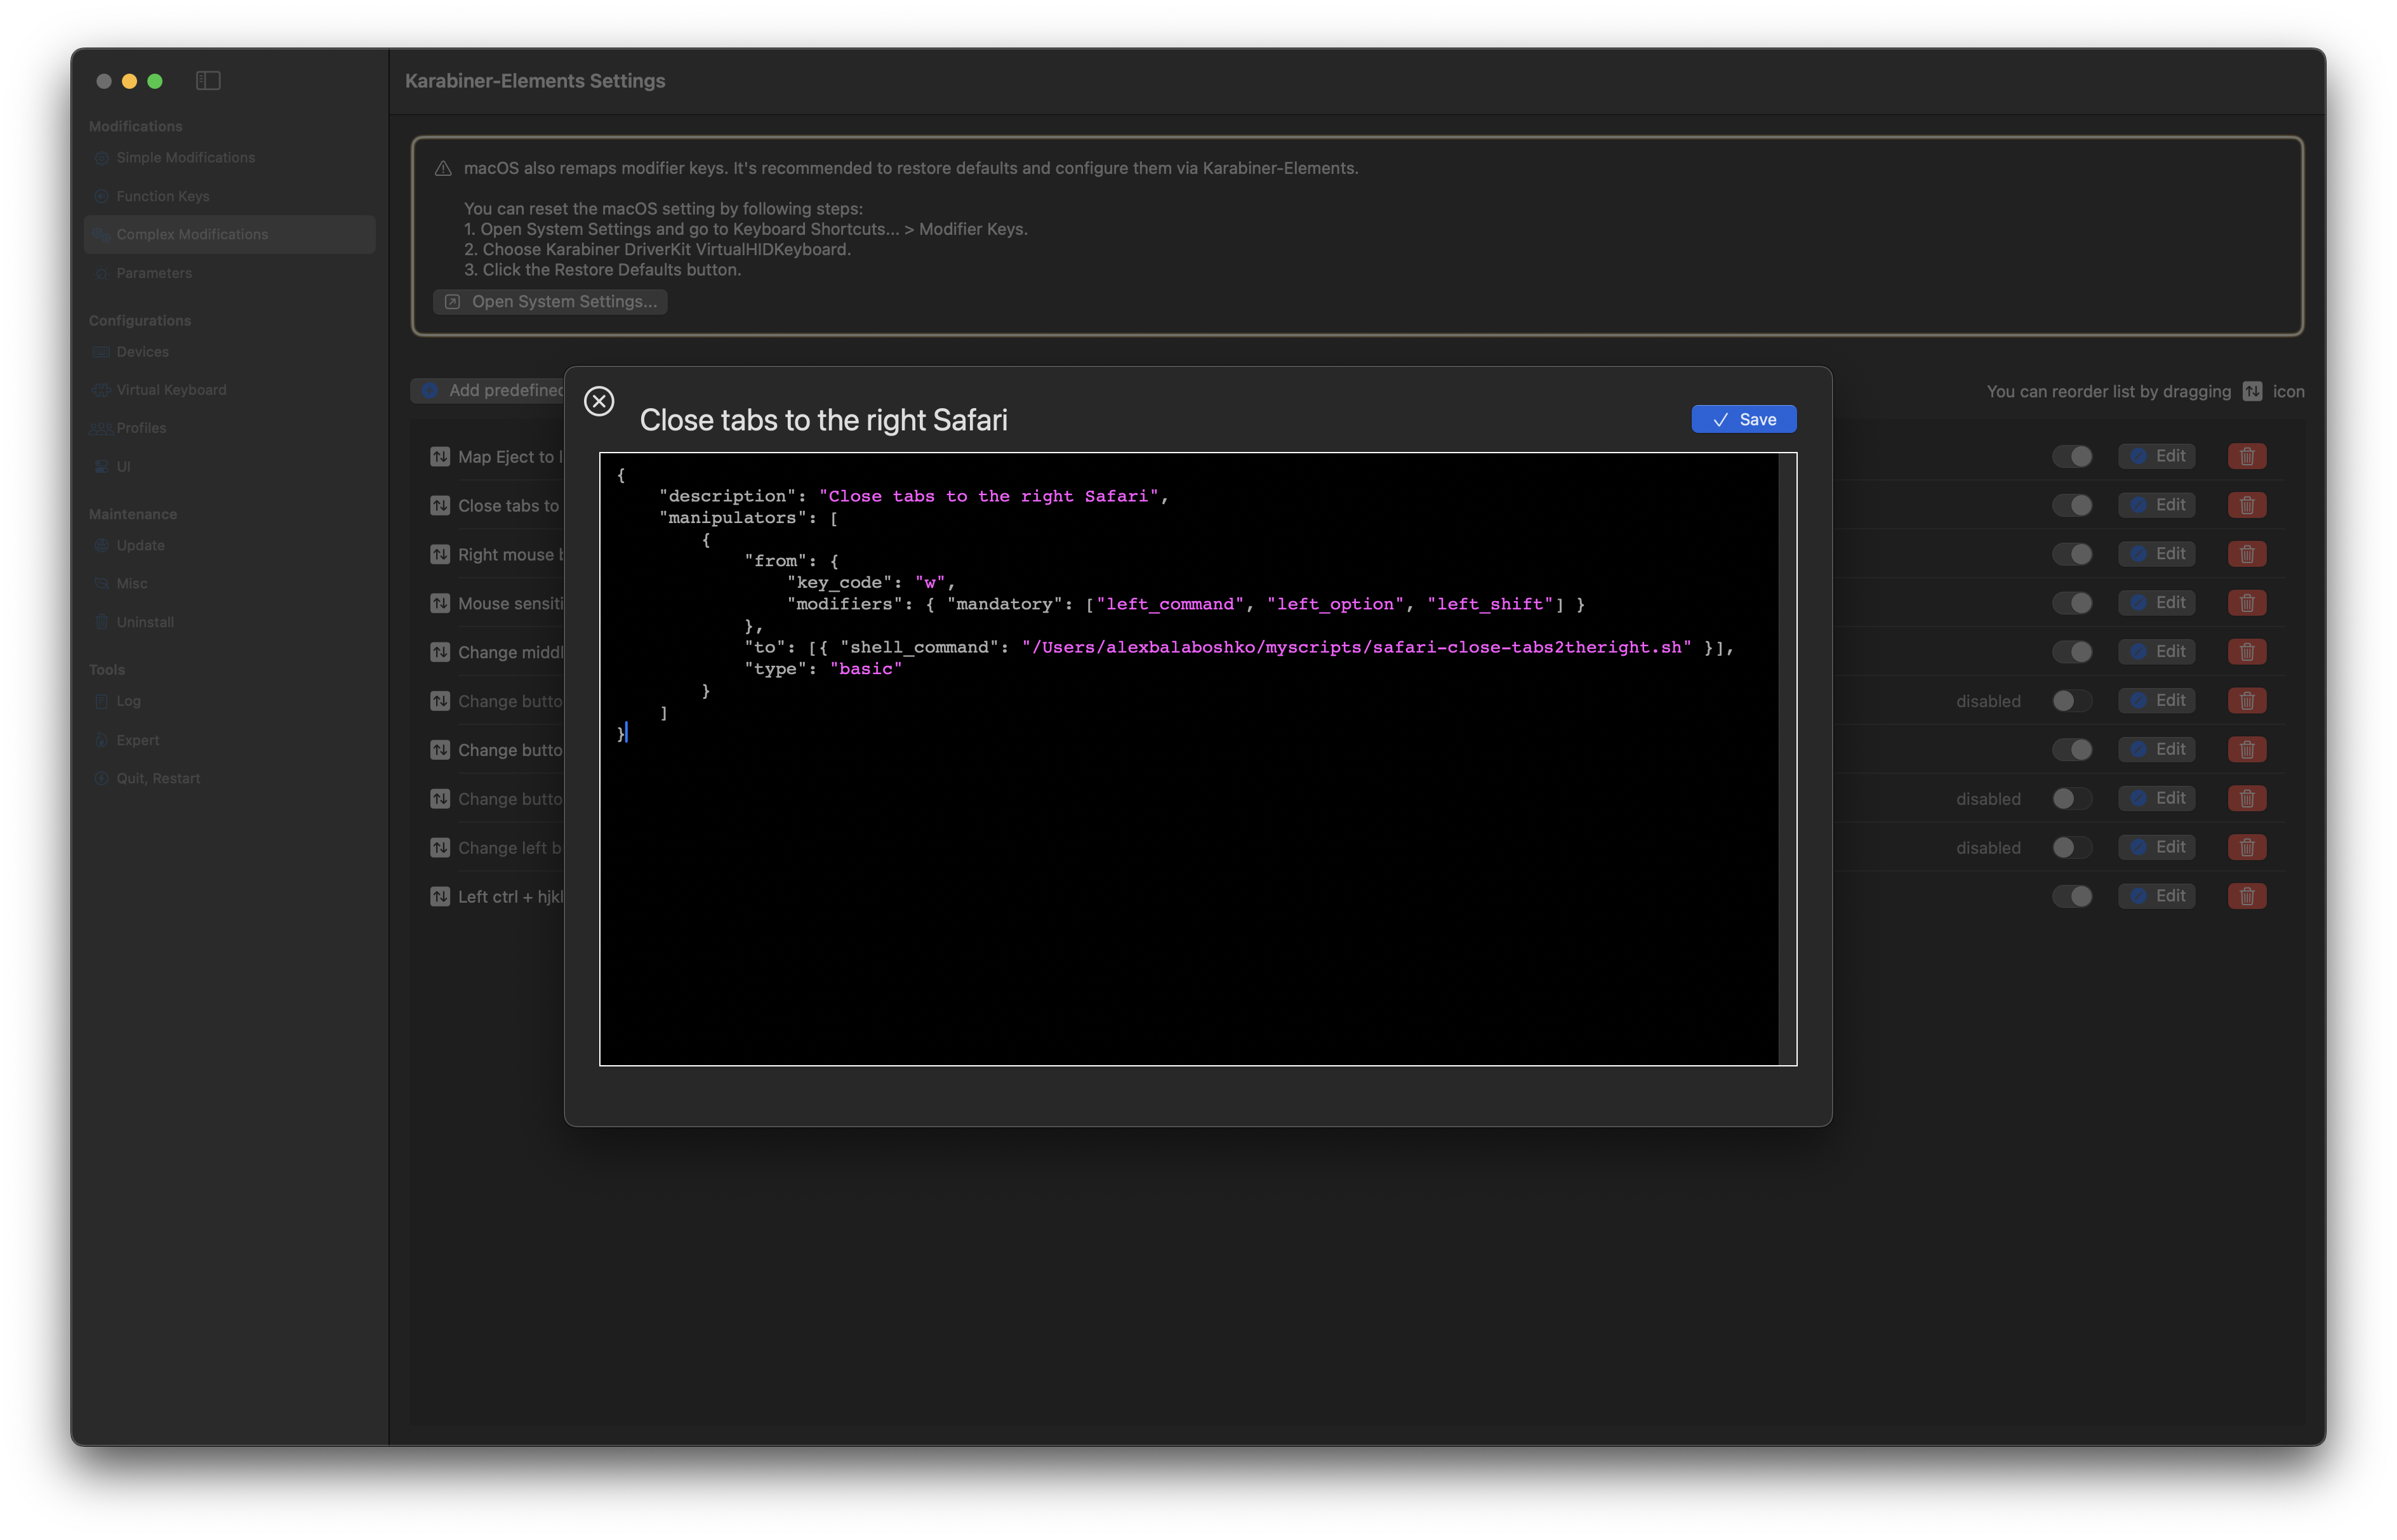 Karabiner-Elements Settings
Modifications
Simple Modifications
Function Keys
Complex Modifications
Parameters
Configurations
Devices
Virtual Keyboard
Profiles
UI
Maintenance
Update
Misc
Uninstall
Tools
Log
Expert
Quit, Restart
macOS also remaps modifier keys. It's recommended to restore defaults and configure them via Karabiner-Elements.
You can reset the macOS setting by following steps:
1. Open System Settings and go to Keyboard Shortcuts... > Modifier Keys.
2. Choose Karabiner DriverKit VirtualHIDKeyboard.
3. Click the Restore Defaults button.
Open System Settings...
Add predefined
You can reorder list by dragging icon
Map Eject to
Edit
Close tabs to
Edit
Right mouse
Edit
Mouse sensiti
Edit
Change middl
Edit
Change butto
disabled Edit
Change butto
Edit
Change butto
disabled Edit
Change left b
disabled Edit
Left ctrl + hjkl
Edit
Close tabs to the right Safari
Save
{
    "description": "Close tabs to the right Safari",
    "manipulators": [
        {
            "from": {
                "key_code": "w",
                "modifiers": { "mandatory": ["left_command", "left_option", "left_shift"] }
            },
            "to": [{ "shell_command": "/Users/alexbalaboshko/myscripts/safari-close-tabs2theright.sh" }],
            "type": "basic"
        }
    ]
}